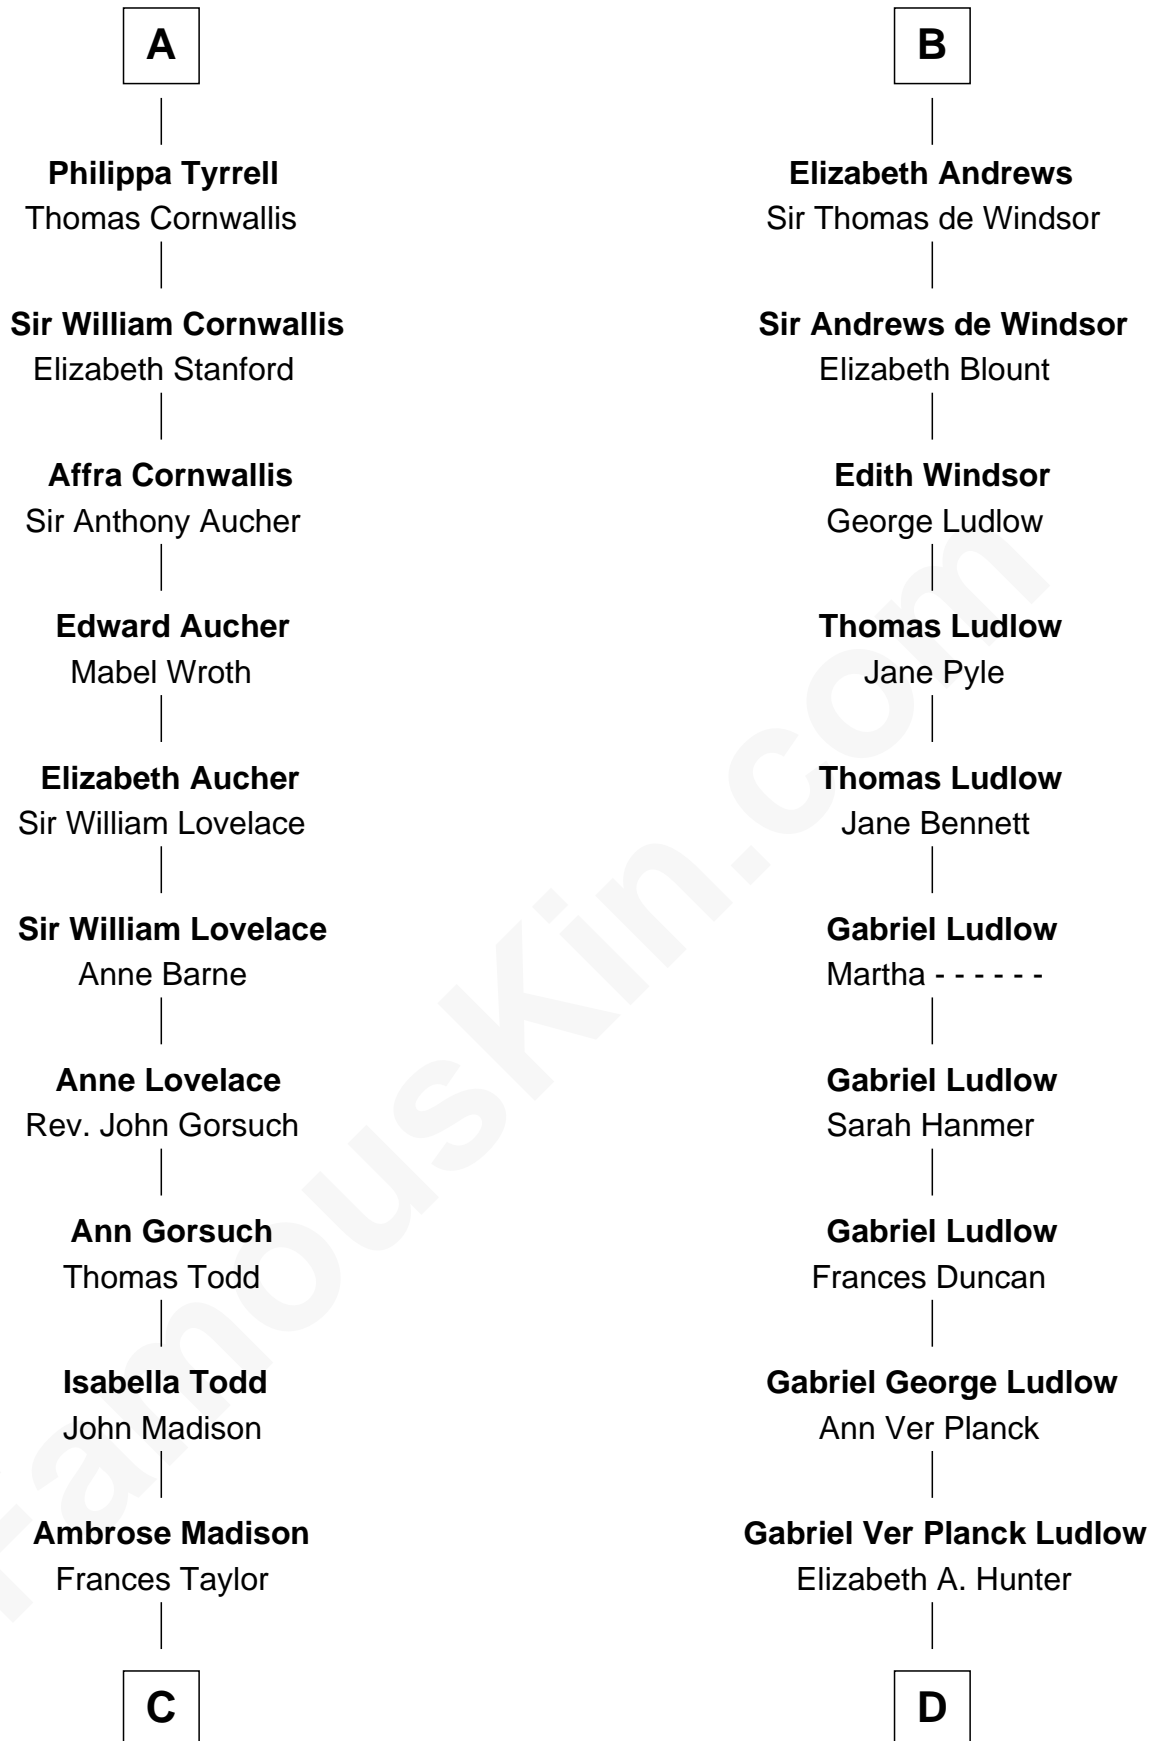 A
Philippa Tyrrell
Thomas Cornwallis
Sir William Cornwallis
Elizabeth Stanford
Affra Cornwallis
Sir Anthony Aucher
Edward Aucher
Mabel Wroth
Elizabeth Aucher
Sir William Lovelace
Sir William Lovelace
Anne Barne
Anne Lovelace
Rev. John Gorsuch
Ann Gorsuch
Thomas Todd
Isabella Todd
John Madison
Ambrose Madison
Frances Taylor
C
B
Elizabeth Andrews
Sir Thomas de Windsor
Sir Andrews de Windsor
Elizabeth Blount
Edith Windsor
George Ludlow
Thomas Ludlow
Jane Pyle
Thomas Ludlow
Jane Bennett
Gabriel Ludlow
Martha - - - - - -
Gabriel Ludlow
Sarah Hanmer
Gabriel Ludlow
Frances Duncan
Gabriel George Ludlow
Ann Ver Planck
Gabriel Ver Planck Ludlow
Elizabeth A. Hunter
D
FamousKin.com